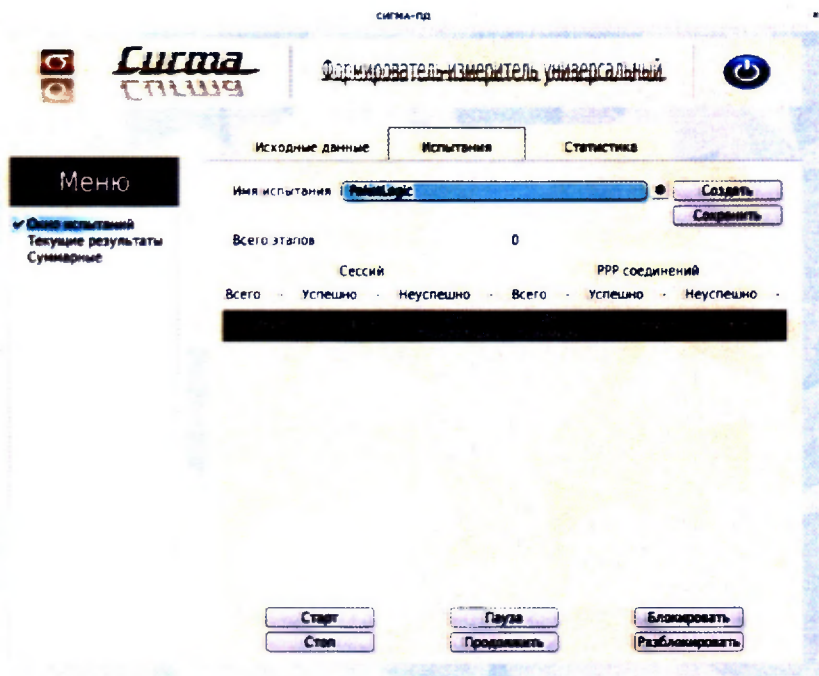 СИГМА-ПД
Сигма
Формирователь-измеритель универсальный
Исходные данные Испытания Статистика
Меню
Имя испытания Создать
Сохранить
Окно испытаний
Текущие результаты
Суммарные
Всего этапов 0
Сессий PPP соединений
Всего - Успешно - Неуспешно - Всего - Успешно - Неуспешно -
Старт Пауза Блокировать
Стоп Продолжить Разблокировать